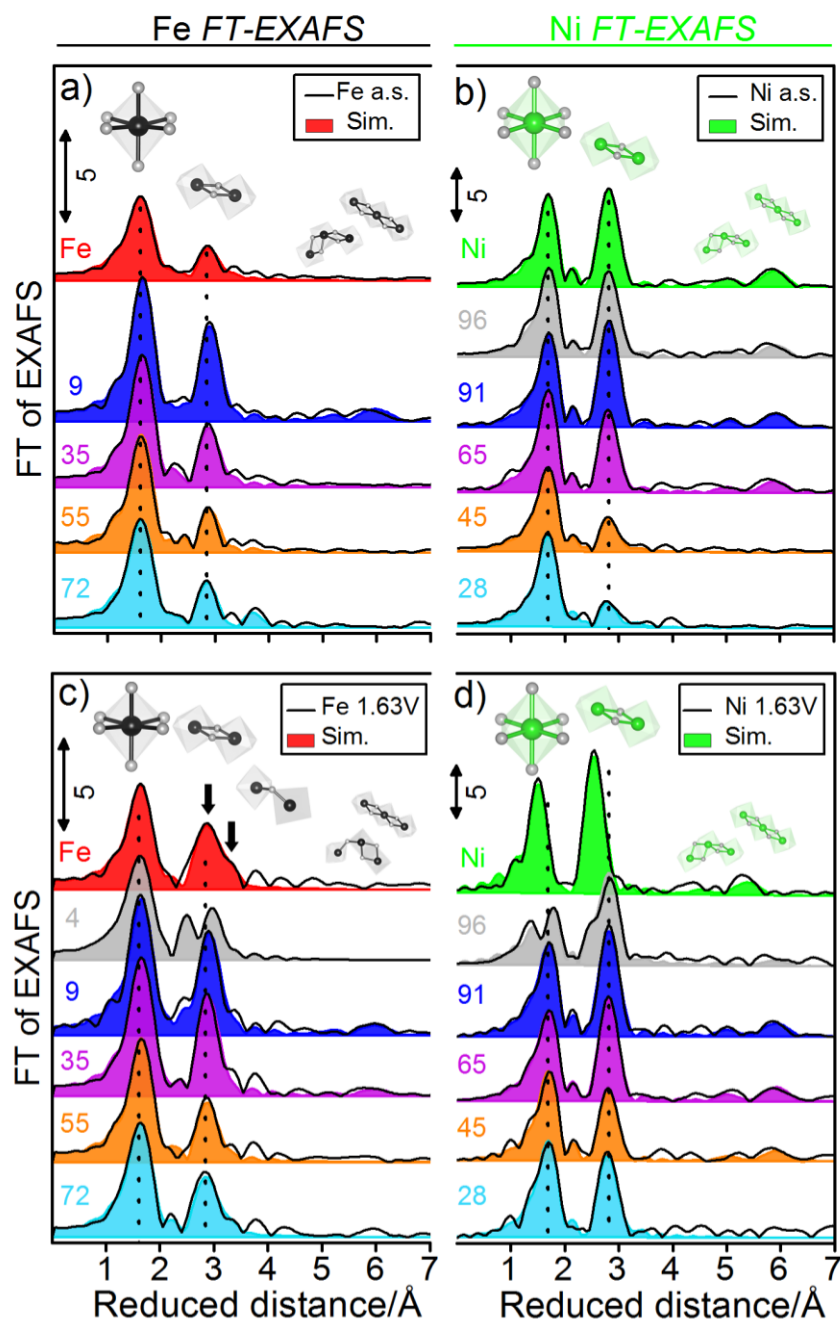 Fe FT-EXAFS
Ni FT-EXAFS
a)
Fe a.s.
Sim.
5
Fe
9
35
55
72
FT of EXAFS
b)
Ni a.s.
Sim.
5
Ni
96
91
65
45
28
c)
Fe 1.63V
Sim.
5
Fe
4
9
35
55
72
FT of EXAFS
1 2 3 4 5 6 7
Reduced distance/Å
d)
Ni 1.63V
Sim.
5
Ni
96
91
65
45
28
1 2 3 4 5 6 7
Reduced distance/Å